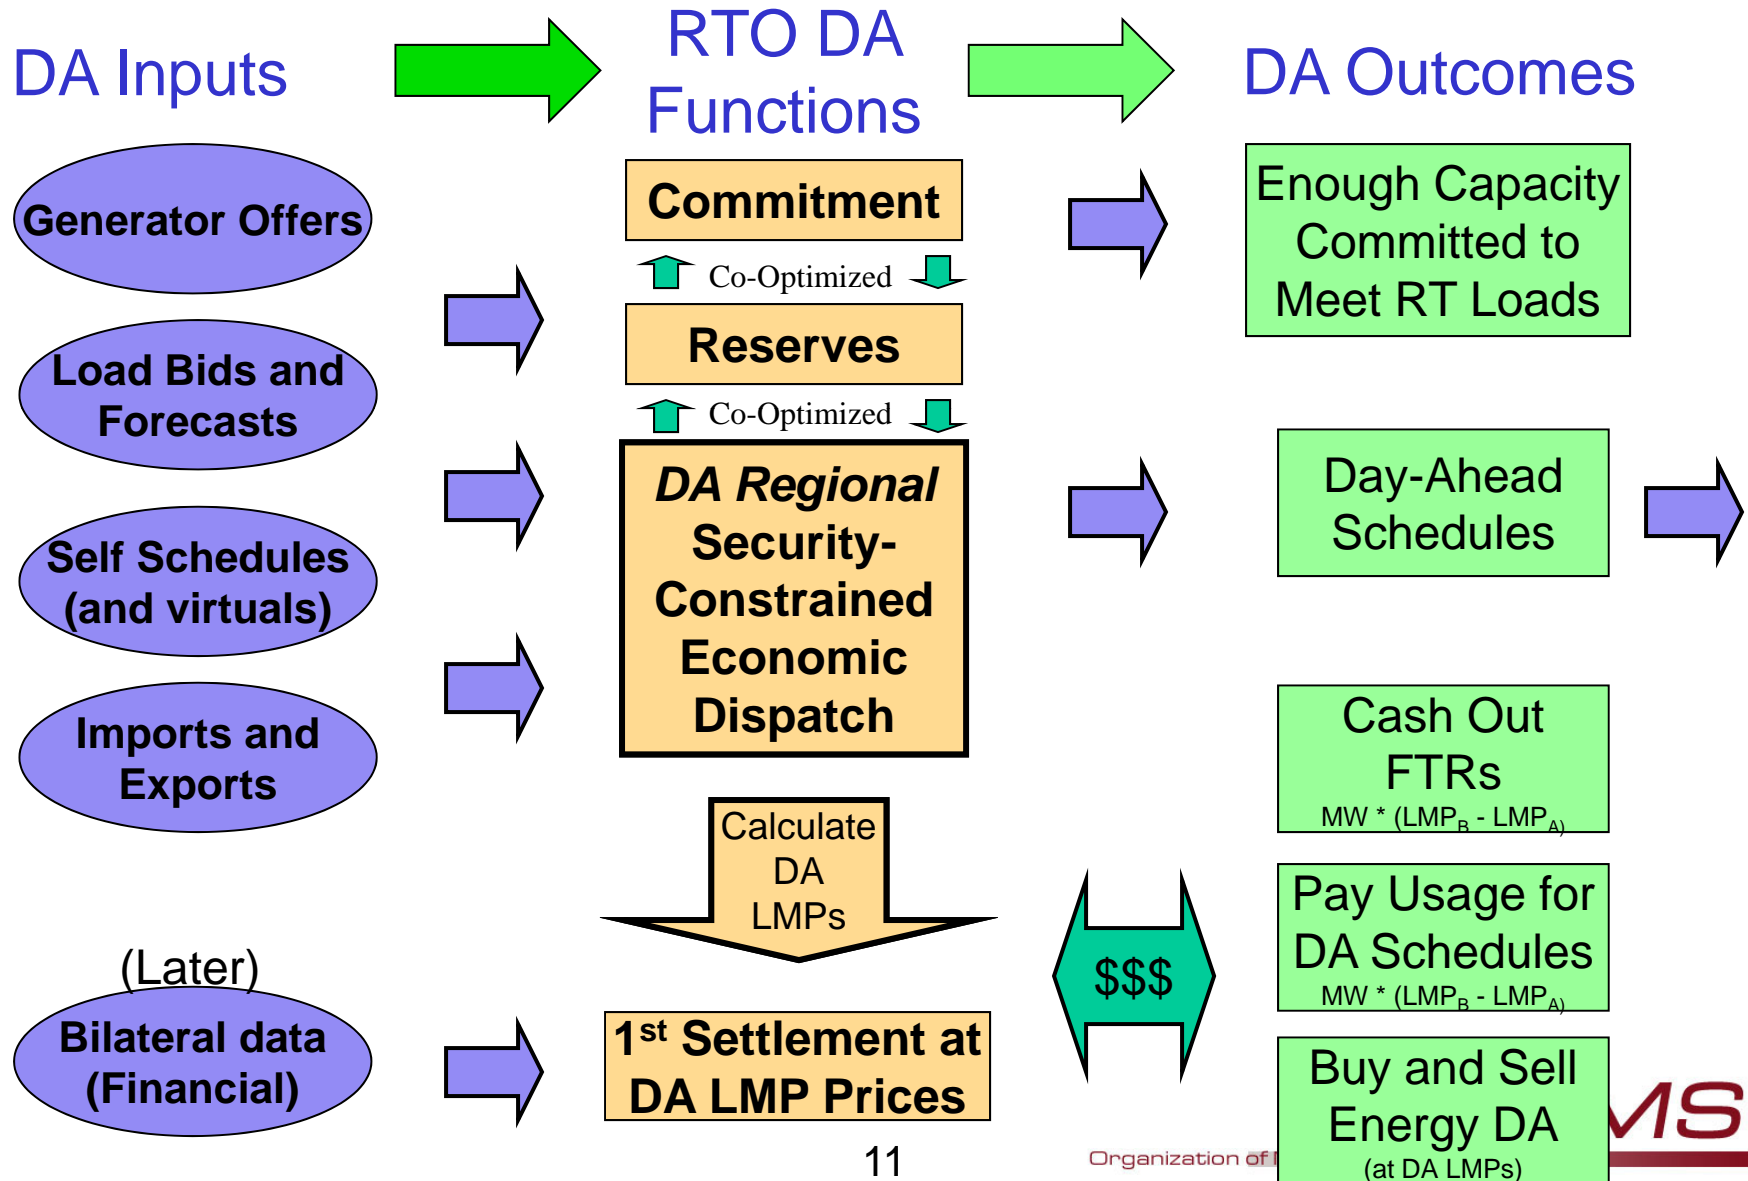 DA Inputs
RTO DA
Functions
DA Outcomes
Generator Offers
Load Bids and
Forecasts
Self Schedules
(and virtuals)
Imports and
Exports
(Later)
Bilateral data
(Financial)
Commitment
Co-Optimized
Reserves
Co-Optimized
DA Regional
Security-
Constrained
Economic
Dispatch
Calculate
DA
LMPs
1st Settlement at
DA LMP Prices
$$$
Enough Capacity
Committed to
Meet RT Loads
Day-Ahead
Schedules
Cash Out
FTRs
MW * (LMPB - LMPA)
Pay Usage for
DA Schedules
MW * (LMPB - LMPA)
Buy and Sell
Energy DA
(at DA LMPs)
11
Organization of
MS